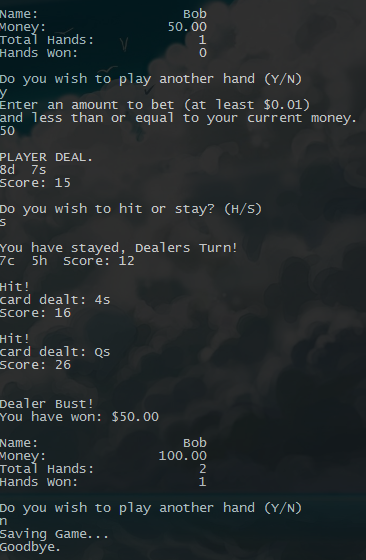 Name: Bob
Money: 50.00
Total Hands: 1
Hands Won: 0
Do you wish to play another hand (Y/N)
y
Enter an amount to bet (at least $0.01)
and less than or equal to your current money.
50
PLAYER DEAL.
8d 7s
Score: 15
Do you wish to hit or stay? (H/S)
s
You have stayed, Dealers Turn!
7c 5h Score: 12
Hit!
card dealt: 4s
Score: 16
Hit!
card dealt: Qs
Score: 26
Dealer Bust!
You have won: $50.00
Name: Bob
Money: 100.00
Total Hands: 2
Hands Won: 1
Do you wish to play another hand (Y/N)
n
Saving Game...
Goodbye.